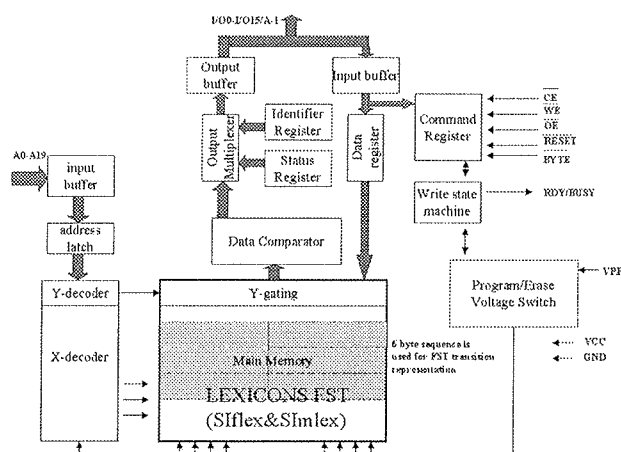 I/O0-I/O15/A-1
Output
buffer
Input buffer
Identifier
Register
Output
Multiplexer
Status
Register
Data
register
Command
Register
CE
WE
OE
RESET
BYTE
A0-A19
input
buffer
address
latch
Write state
machine
RDY/BUSY
Data Comparator
Y-decoder
Y-gating
Program/Erase
Voltage Switch
VPP
X-decoder
Main Memory
6 byte sequence is
used for FST transition
representation
VCC
GND
LEXICONS FST
(SIflex&SImlex)